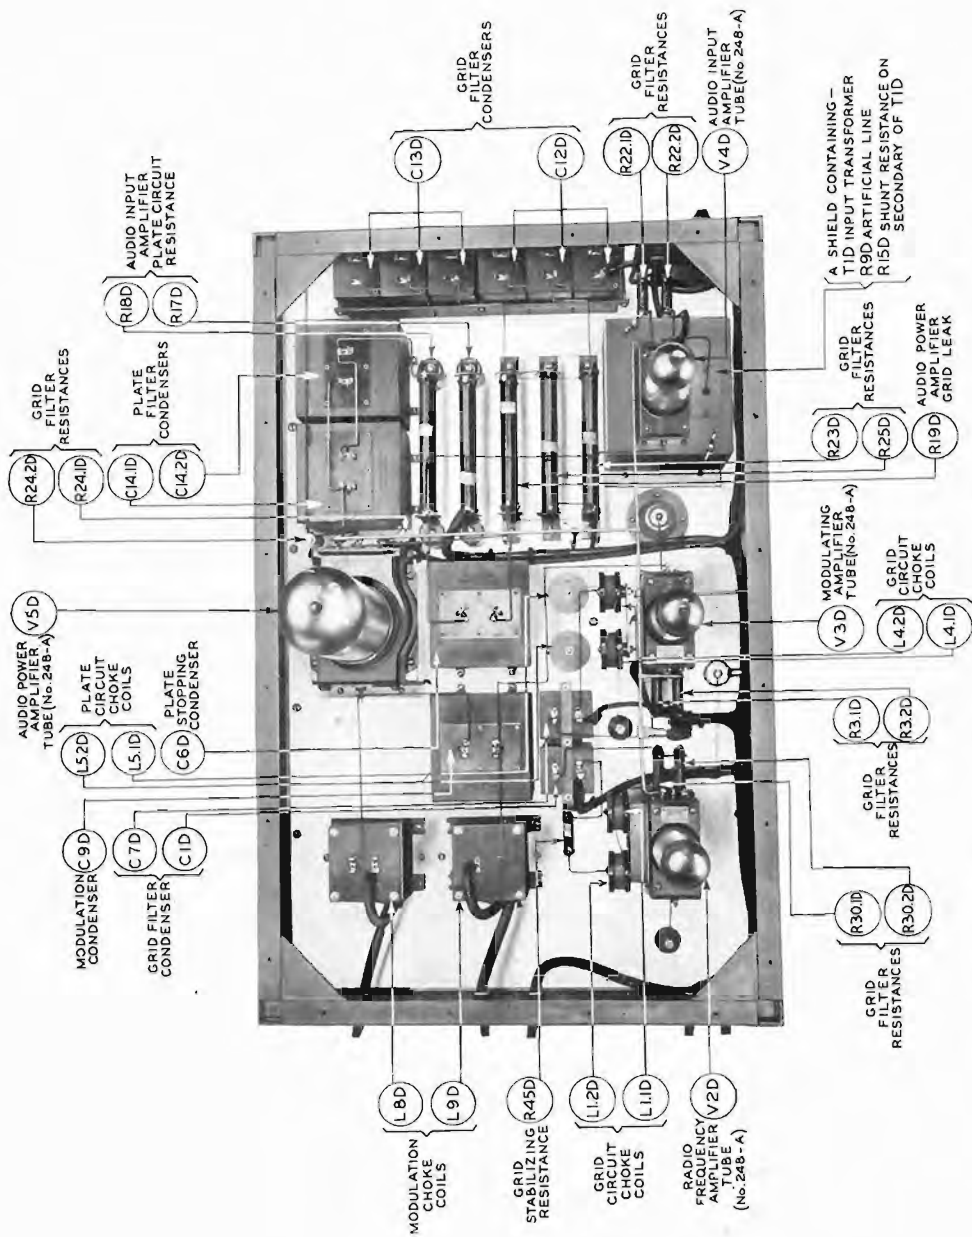 MODULATION
CHOKE
COILS
L8D
L9D
GRID
STABILIZING
RESISTANCE
R45D
GRID
CIRCUIT
CHOKE
COILS
L1.2D
L1.1D
RADIO
FREQUENCY
AMPLIFIER
TUBE
(No. 248-A)
V2D
MODULATION
CONDENSER
C9D
GRID FILTER
CONDENSER
C7D
C1D
PLATE
CIRCUIT
CHOKE
COILS
L5.2D
L5.1D
PLATE
STOPPING
CONDENSER
C6D
AUDIO POWER
AMPLIFIER
TUBE (No. 248-A)
V5D
GRID
FILTER
RESISTANCES
R24.2D
R24.1D
PLATE
FILTER
CONDENSERS
C14.1D
C14.2D
AUDIO INPUT
AMPLIFIER
PLATE CIRCUIT
RESISTANCE
R18D
R17D
GRID
FILTER
CONDENSERS
C13D
C12D
GRID
FILTER
RESISTANCES
R22.1D
R22.2D
AUDIO INPUT
AMPLIFIER
TUBE (No. 248-A)
V4D
A SHIELD CONTAINING-
T1D INPUT TRANSFORMER
R9D ARTIFICIAL LINE
R15D SHUNT RESISTANCE ON
SECONDARY OF T1D
R23D
R25D
GRID
FILTER
RESISTANCES
R19D
AUDIO POWER
AMPLIFIER
GRID LEAK
V3D
MODULATING
AMPLIFIER
TUBE (No. 248-A)
L4.2D
L4.1D
GRID
CIRCUIT
CHOKE
COILS
R3.1D
R3.2D
GRID
FILTER
RESISTANCES
R30.1D
R30.2D
GRID
FILTER
RESISTANCES